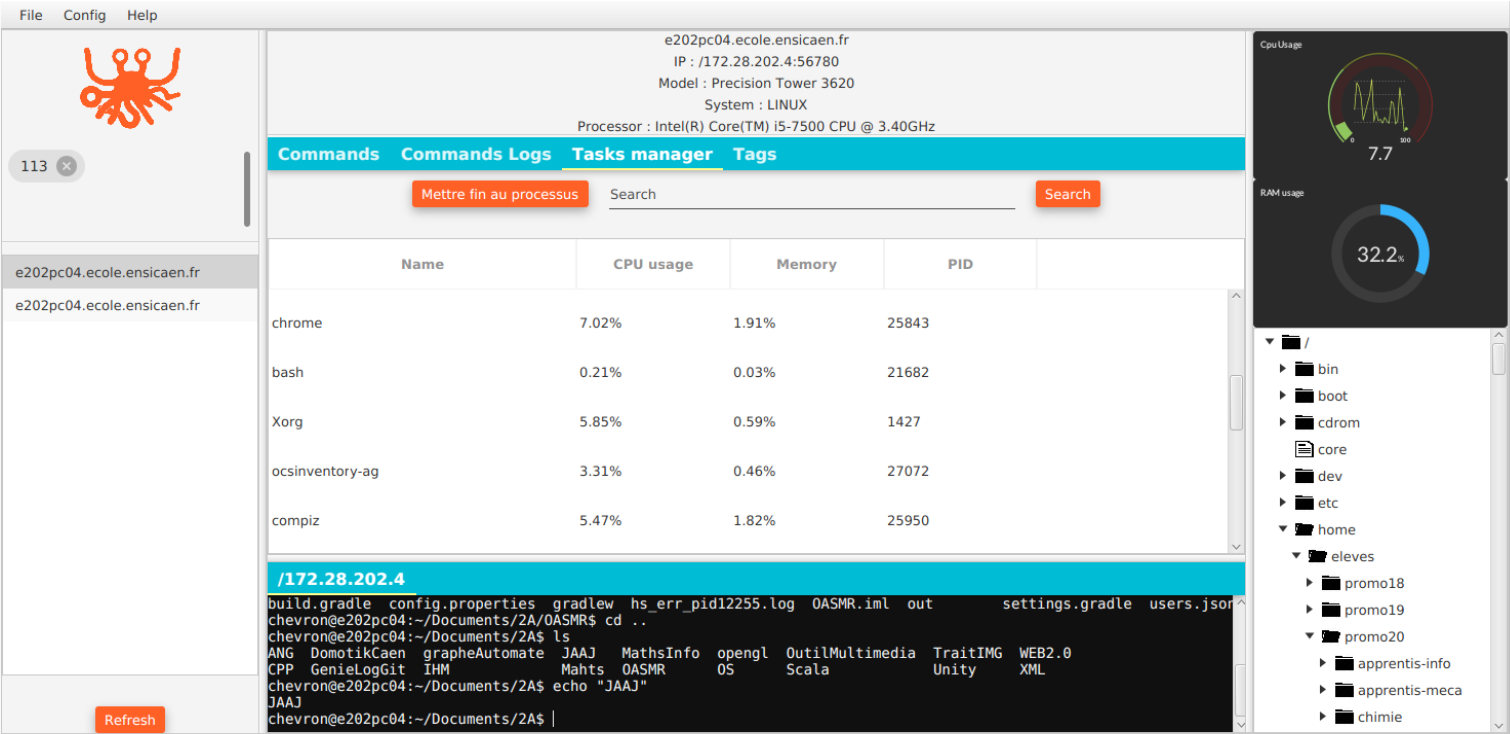 File Config Help
113
e202pc04.ecole.ensicaen.fr
e202pc04.ecole.ensicaen.fr
Refresh
e202pc04.ecole.ensicaen.fr
IP : /172.28.202.4:56780
Model : Precision Tower 3620
System : LINUX
Processor : Intel(R) Core(TM) i5-7500 CPU @ 3.40GHz
Commands Commands Logs Tasks manager Tags
Mettre fin au processus Search Search
Name CPU usage Memory PID
chrome 7.02% 1.91% 25843
bash 0.21% 0.03% 21682
Xorg 5.85% 0.59% 1427
ocsinventory-ag 3.31% 0.46% 27072
compiz 5.47% 1.82% 25950
/172.28.202.4
build.gradle config.properties gradlew hs_err_pid12255.log OASMR.iml out settings.gradle users.json
chevron@e202pc04:~/Documents/2A/OASMR$ cd ..
chevron@e202pc04:~/Documents/2A$ ls
ANG DomotikCaen grapheAutomate JAAJ MathsInfo opengl OutilMultimedia TraitIMG WEB2.0
CPP GenieLogGit IHM Mahts OASMR OS Scala Unity XML
chevron@e202pc04:~/Documents/2A$ echo "JAAJ"
JAAJ
chevron@e202pc04:~/Documents/2A$
Cpu Usage
0 100
7.7
RAM usage
32.2%
/
bin
boot
cdrom
core
dev
etc
home
eleves
promo18
promo19
promo20
apprentis-info
apprentis-meca
chimie